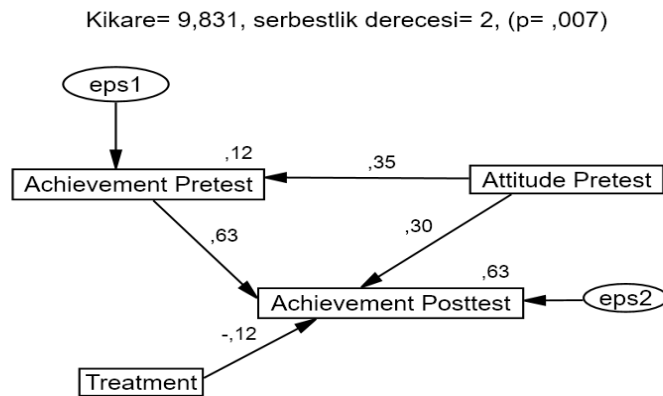 Kikare= 9,831, serbestlik derecesi= 2, (p= ,007)
eps1
,12
,35
Achievement Pretest
Attitude Pretest
,63
,30
,63
Achievement Posttest
eps2
-,12
Treatment